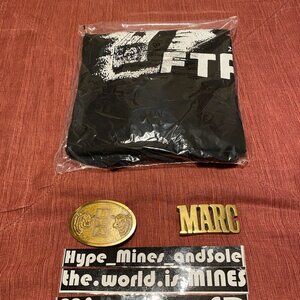 FTP
MARC
Hype_Mines_andsole
the.world.is.MINES